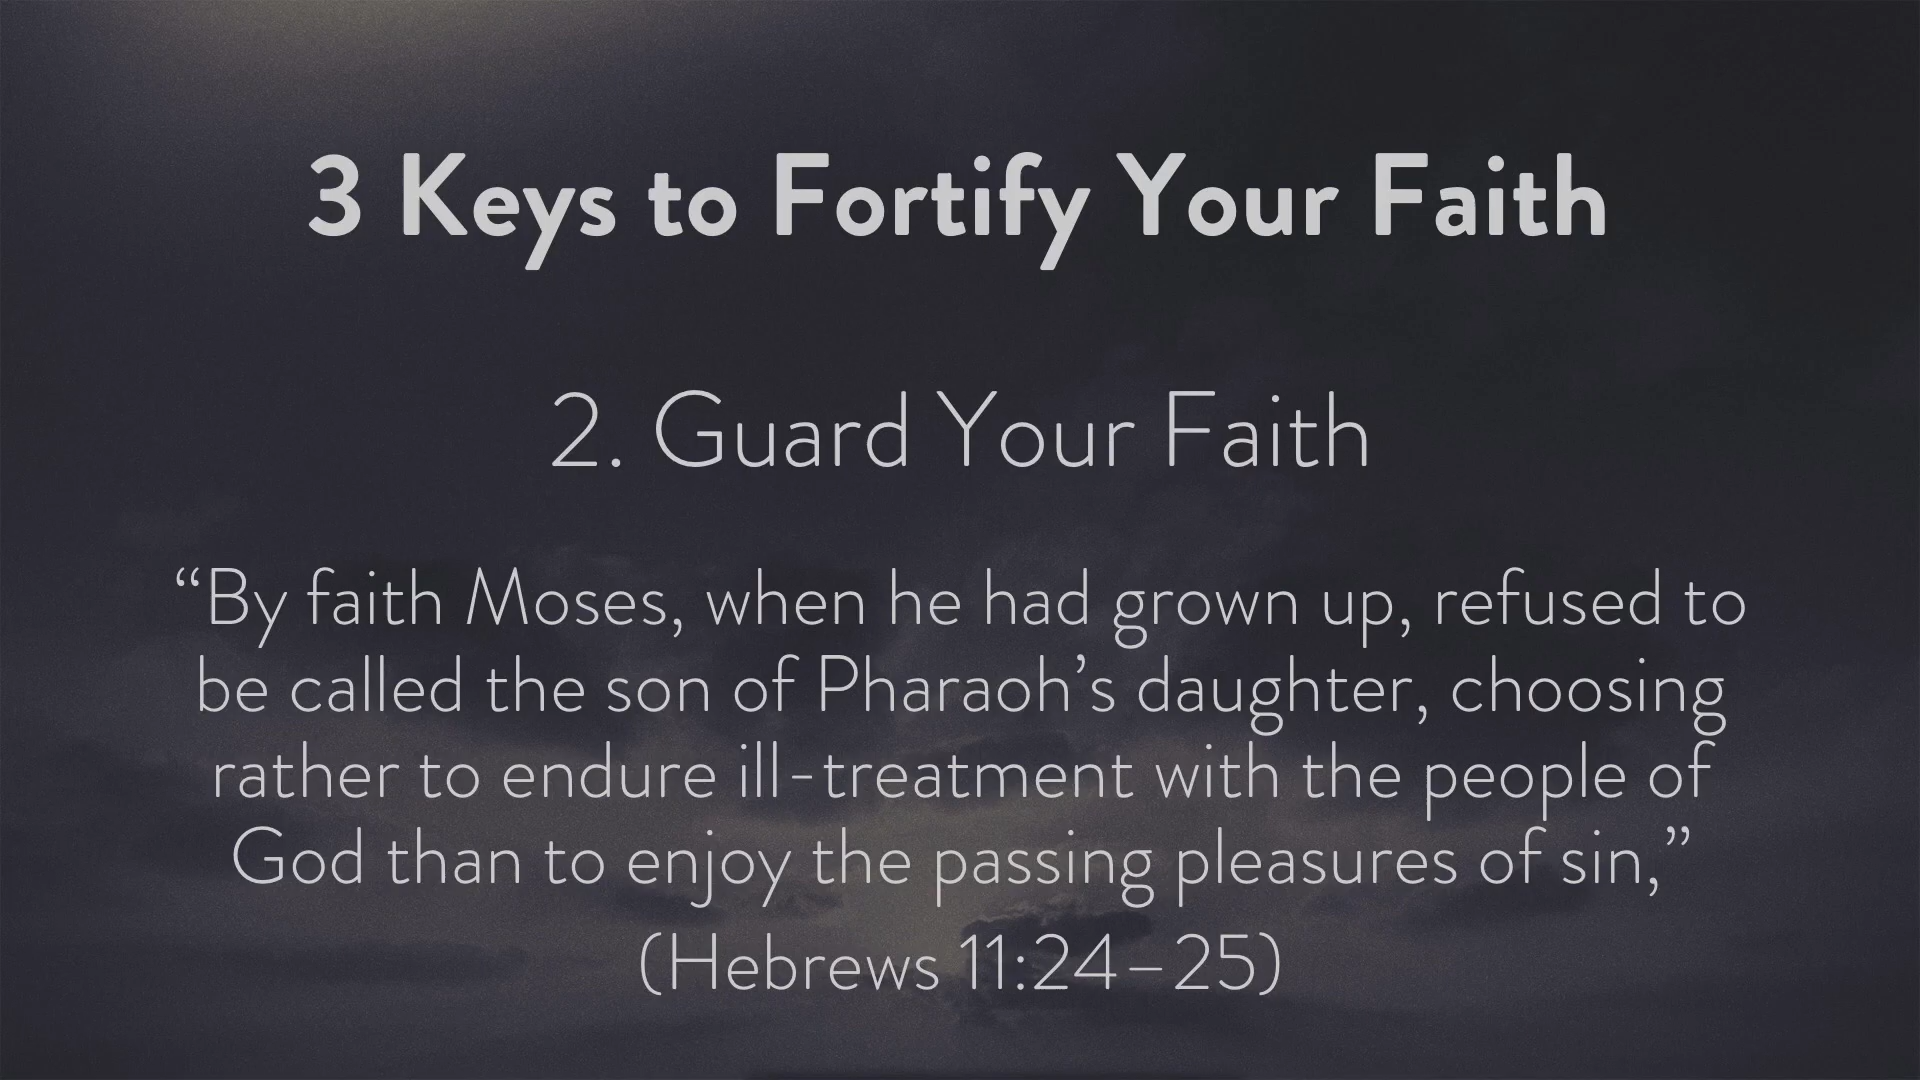 3 Keys to Fortify Your Faith
2. Guard Your Faith
“By faith Moses, when he had grown up, refused to
be called the son of Pharaoh’s daughter, choosing
rather to endure ill-treatment with the people of
God than to enjoy the passing pleasures of sin,”
(Hebrews 11:24–25)